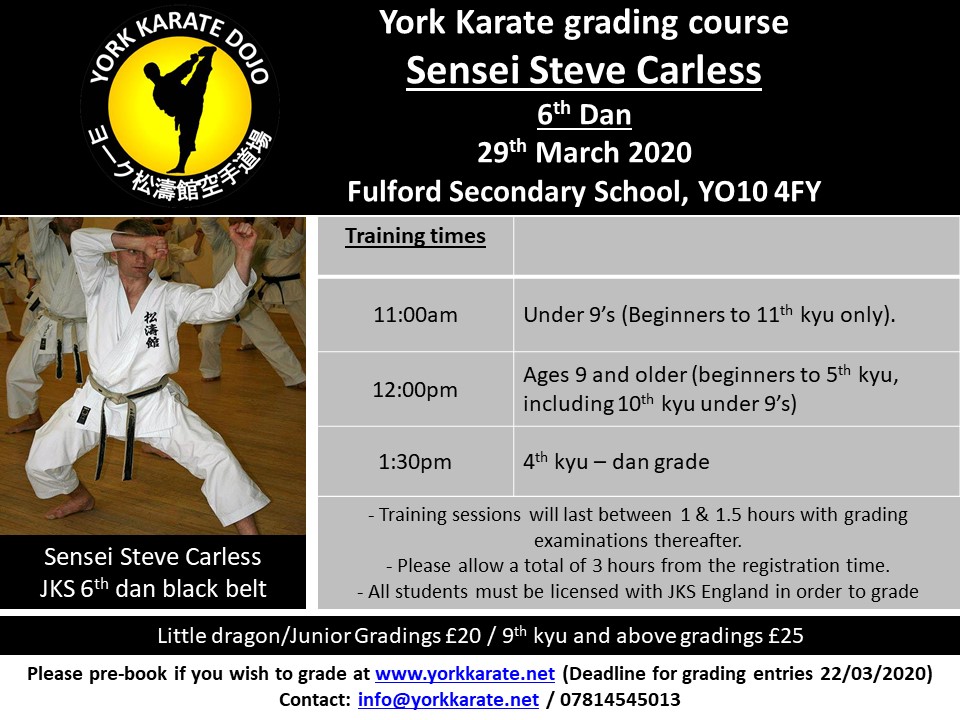 YORK KARATE DOJO
ヨーク松濤館空手道場
York Karate grading course
Sensei Steve Carless
6th Dan
29th March 2020
Fulford Secondary School, YO10 4FY
松濤館
Sensei Steve Carless
JKS 6th dan black belt
Training times
11:00am
Under 9’s (Beginners to 11th kyu only).
12:00pm
Ages 9 and older (beginners to 5th kyu,
including 10th kyu under 9’s)
1:30pm
4th kyu – dan grade
- Training sessions will last between 1 & 1.5 hours with grading
examinations thereafter.
- Please allow a total of 3 hours from the registration time.
- All students must be licensed with JKS England in order to grade
Little dragon/Junior Gradings £20 / 9th kyu and above gradings £25
Please pre-book if you wish to grade at www.yorkkarate.net (Deadline for grading entries 22/03/2020)
Contact: info@yorkkarate.net / 07814545013